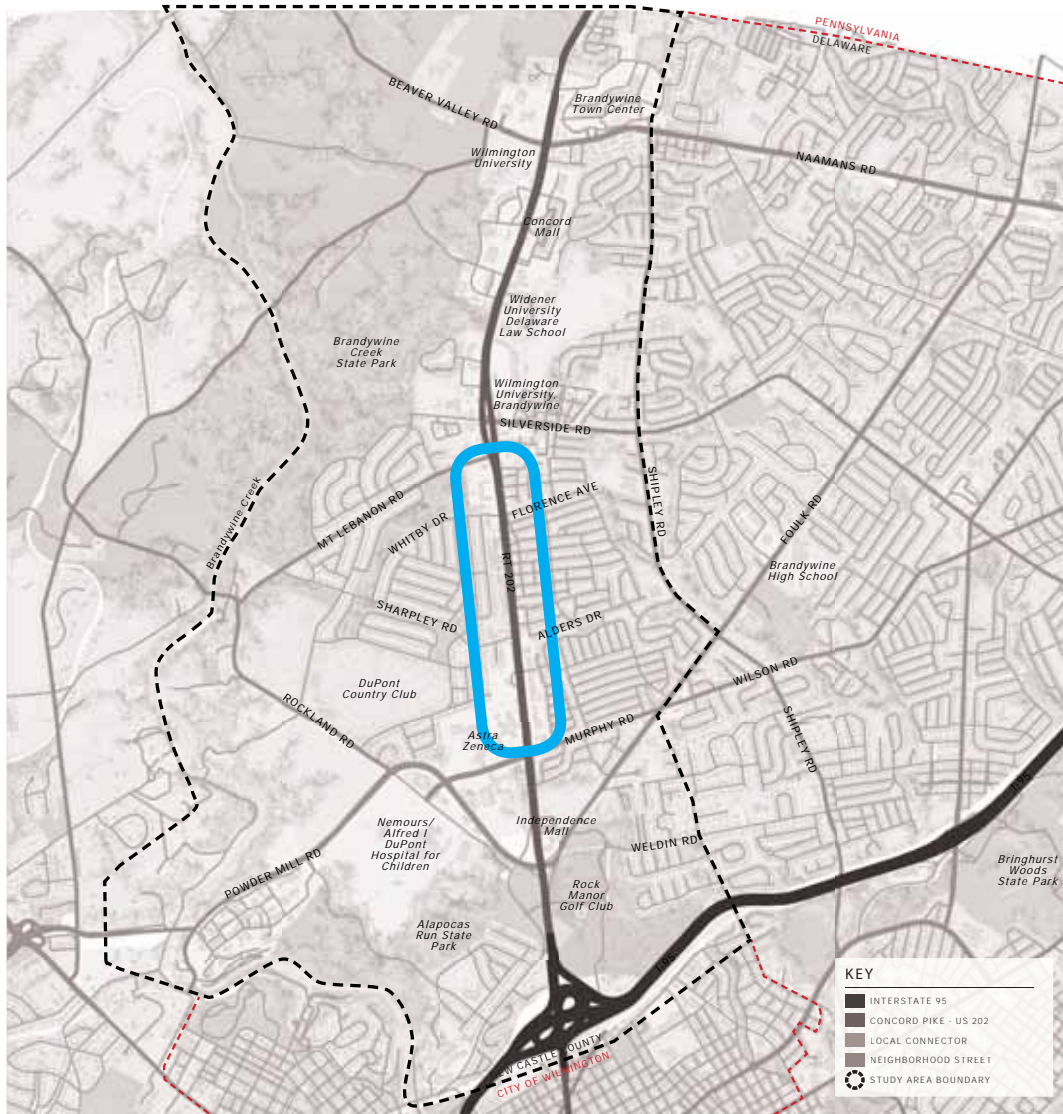 PENNSYLVANIA
DELAWARE
BEAVER VALLEY RD
Brandywine
Town Center
Wilmington
University
NAAMANS RD
Concord
Mall
Widener
University
Delaware
Law School
Brandywine
Creek
State Park
Wilmington
University,
Brandywine
SILVERSIDE RD
Brandywine Creek
MT LEBANON RD
WHITBY DR
FLORENCE AVE
SHIPLEY RD
FOULK RD
RT 202
Brandywine
High School
SHARPLEY RD
ALDERS DR
WILSON RD
DuPont
Country Club
ROCKLAND RD
Astra
Zeneca
MURPHY RD
SHIPLEY RD
I-95
Nemours/
Alfred I
DuPont
Hospital for
Children
Independence
Mall
WELDIN RD
POWDER MILL RD
Rock
Manor
Golf Club
Bringhurst
Woods
State Park
Alapocas
Run State
Park
I-95
CASTLE COUNTY
CITY OF WILMINGTON
KEY
INTERSTATE 95
CONCORD PIKE - US 202
LOCAL CONNECTOR
NEIGHBORHOOD STREET
STUDY AREA BOUNDARY